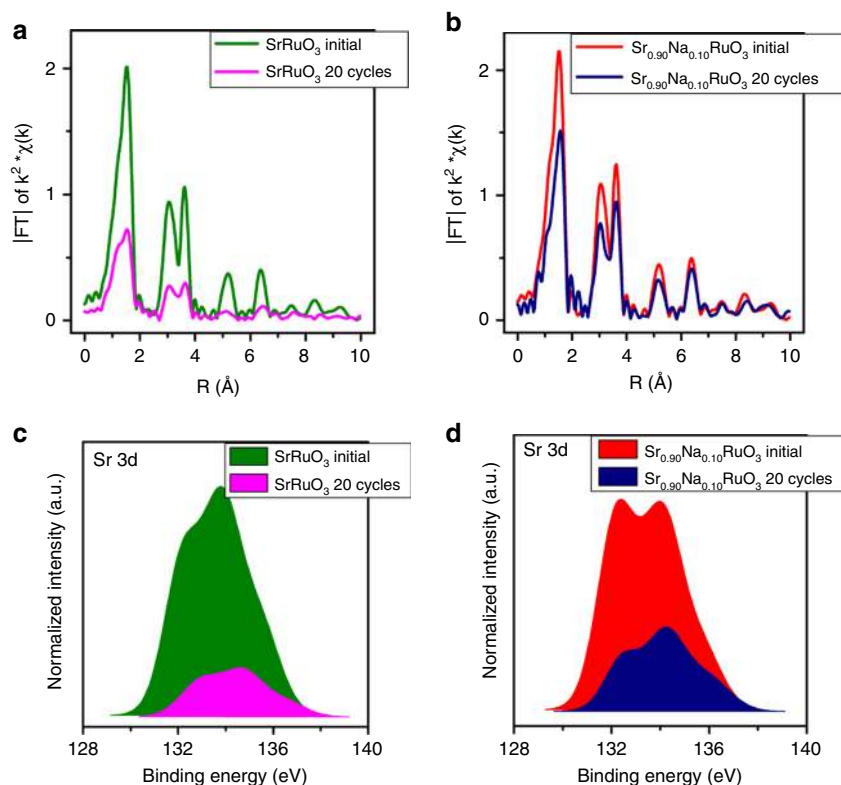 a
SrRuO₃ initial
SrRuO₃ 20 cycles
2
1
0
|FT| of k² *χ(k)
0 2 4 6 8 10
R (Å)
b
Sr₀.₉₀Na₀.₁₀RuO₃ initial
Sr₀.₉₀Na₀.₁₀RuO₃ 20 cycles
2
1
0
|FT| of k² *χ(k)
0 2 4 6 8 10
R (Å)
c
Sr 3d
SrRuO₃ initial
SrRuO₃ 20 cycles
Normalized intensity (a.u.)
128 132 136 140
Binding energy (eV)
d
Sr 3d
Sr₀.₉₀Na₀.₁₀RuO₃ initial
Sr₀.₉₀Na₀.₁₀RuO₃ 20 cycles
Normalized intensity (a.u.)
128 132 136 140
Binding energy (eV)